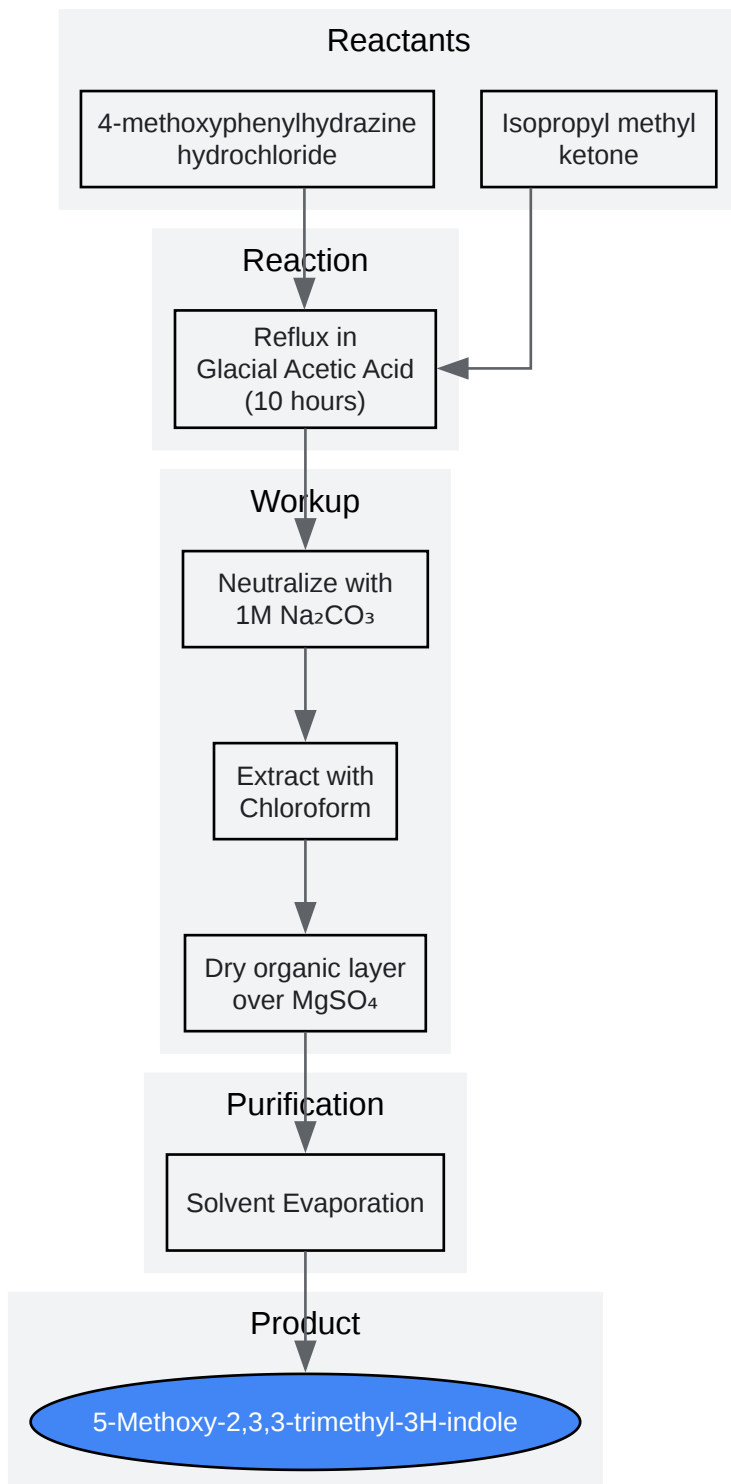 Reactants
4-methoxyphenylhydrazine
hydrochloride
Isopropyl methyl
ketone
Reaction
Reflux in
Glacial Acetic Acid
(10 hours)
Workup
Neutralize with
1M Na₂CO₃
Extract with
Chloroform
Dry organic layer
over MgSO₄
Purification
Solvent Evaporation
Product
5-Methoxy-2,3,3-trimethyl-3H-indole